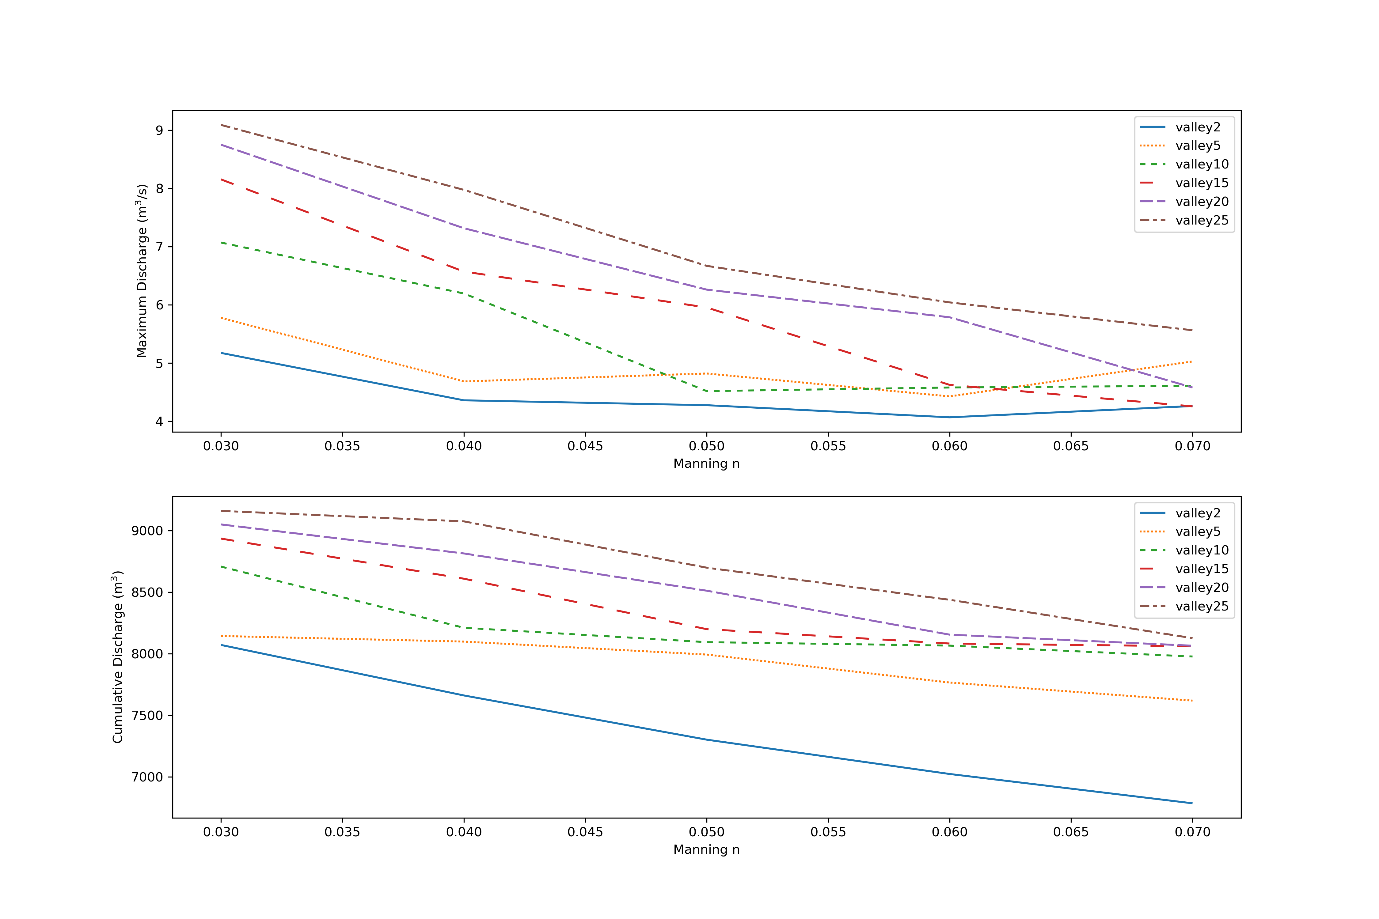 9
8
7
6
5
4
Maximum Discharge (m³/s)
valley2
valley5
valley10
valley15
valley20
valley25
0.030 0.035 0.040 0.045 0.050 0.055 0.060 0.065 0.070
Manning n
9000
8500
8000
7500
7000
Cumulative Discharge (m³)
valley2
valley5
valley10
valley15
valley20
valley25
0.030 0.035 0.040 0.045 0.050 0.055 0.060 0.065 0.070
Manning n